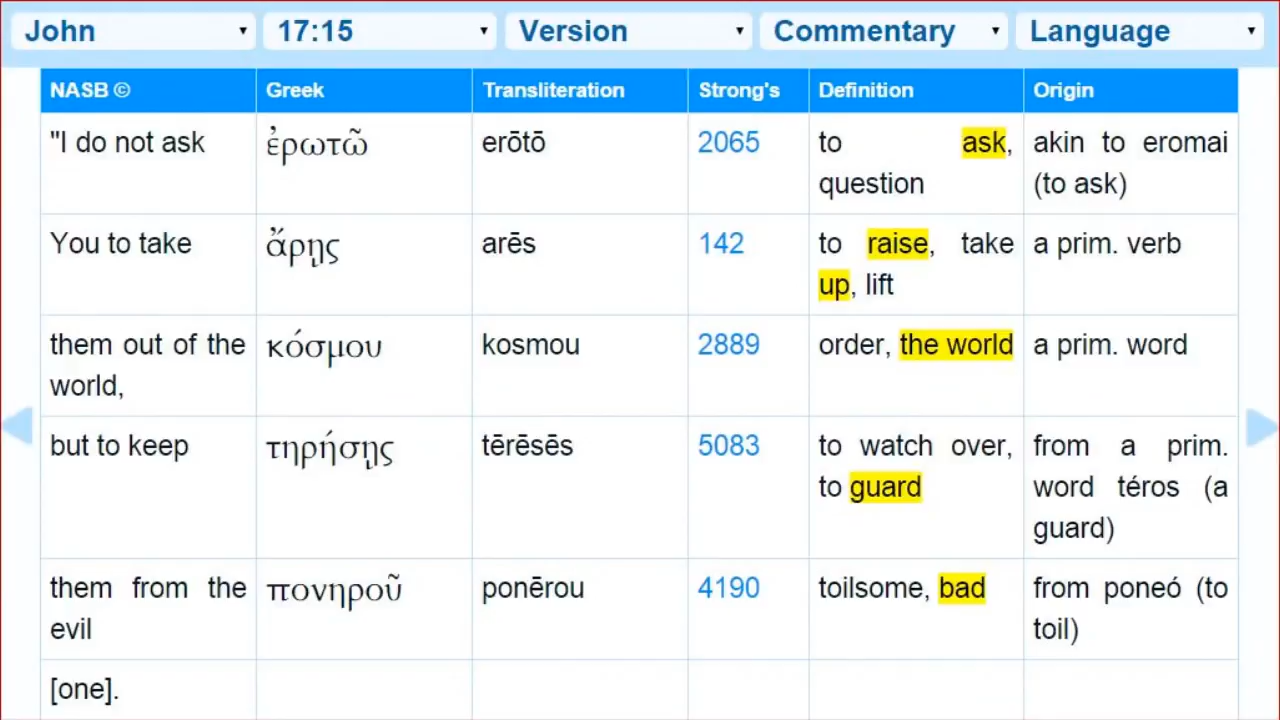 John 17:15 Version Commentary Language
NASB © Greek Transliteration Strong's Definition Origin
"I do not ask ἐρωτῶ erōtō 2065 to ask, akin to eromai
question (to ask)
You to take ἄρῃς arēs 142 to raise, take a prim. verb
up, lift
them out of the κόσμου kosmou 2889 order, the world a prim. word
world,
but to keep τηρήσῃς tērēsēs 5083 to watch over, from a prim.
to guard word téros (a
guard)
them from the πονηροῦ ponērou 4190 toilsome, bad from poneó (to
evil toil)
[one].